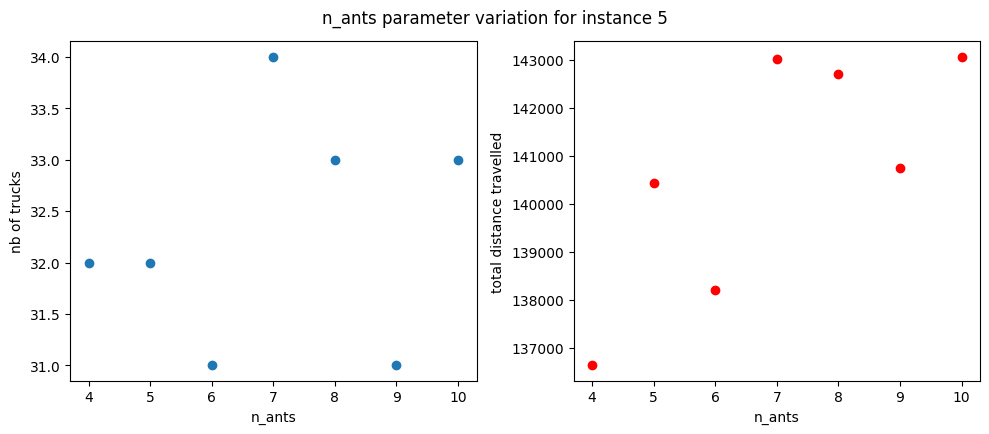 n_ants parameter variation for instance 5
34.0
33.5
33.0
32.5
32.0
31.5
31.0
nb of trucks
4 5 6 7 8 9 10
n_ants
143000
142000
141000
140000
139000
138000
137000
total distance travelled
4 5 6 7 8 9 10
n_ants